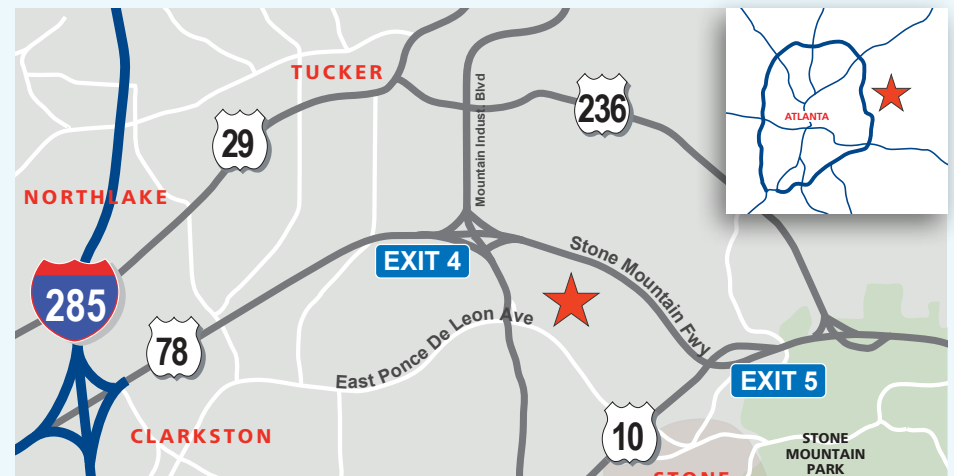 TUCKER
Mountain Indust. Blvd
236
ATLANTA
29
NORTHLAKE
EXIT 4
Stone Mountain Fwy
285
78
East Ponce De Leon Ave
EXIT 5
10
CLARKSTON
STONE
MOUNTAIN
PARK
STONE